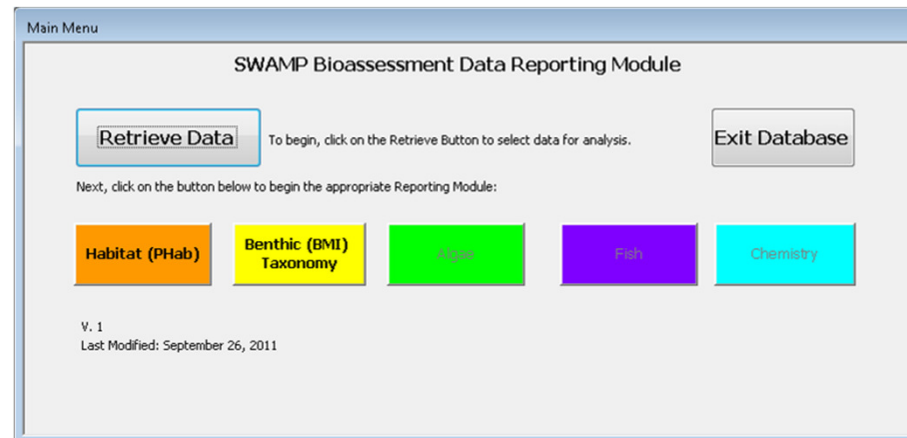 Main Menu
SWAMP Bioassessment Data Reporting Module
Retrieve Data
To begin, click on the Retrieve Button to select data for analysis.
Exit Database
Next, click on the button below to begin the appropriate Reporting Module:
Habitat (PHab)
Benthic (BMI)
Taxonomy
Algae
Fish
Chemistry
V. 1
Last Modified: September 26, 2011